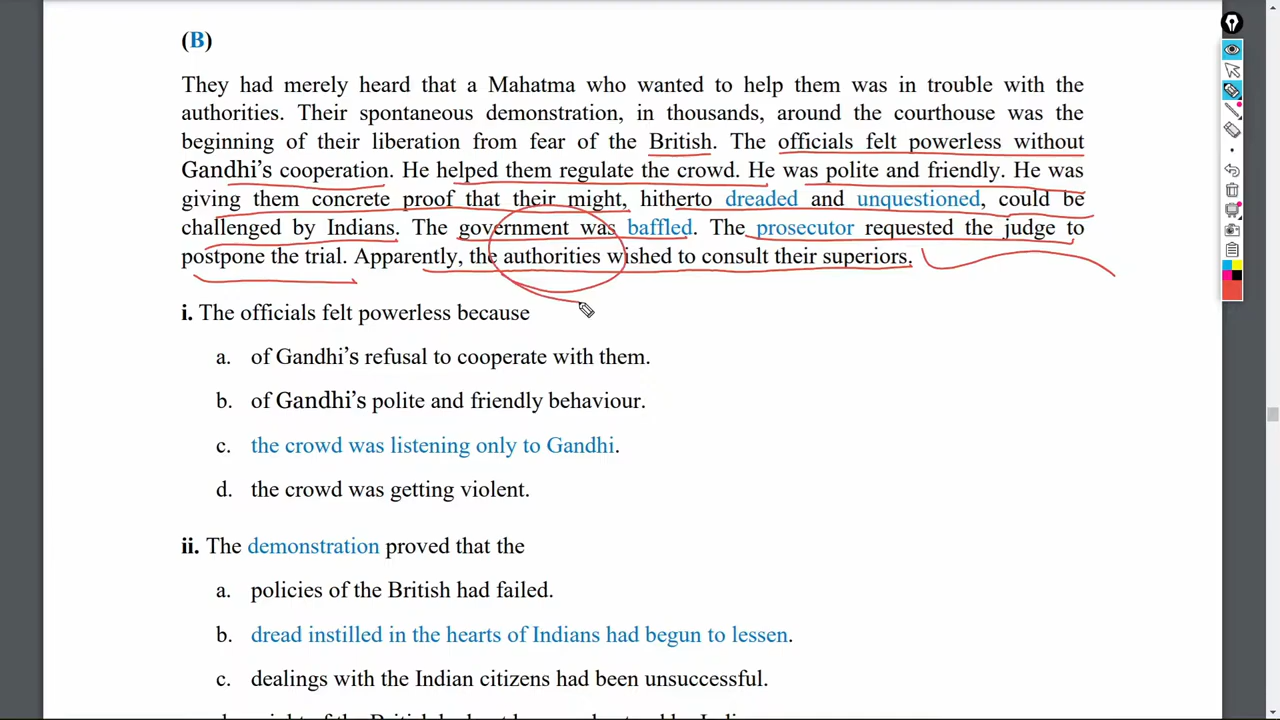 (B)
They had merely heard that a Mahatma who wanted to help them was in trouble with the
authorities. Their spontaneous demonstration, in thousands, around the courthouse was the
beginning of their liberation from fear of the British. The officials felt powerless without
Gandhi’s cooperation. He helped them regulate the crowd. He was polite and friendly. He was
giving them concrete proof that their might, hitherto dreaded and unquestioned, could be
challenged by Indians. The government was baffled. The prosecutor requested the judge to
postpone the trial. Apparently, the authorities wished to consult their superiors.
i. The officials felt powerless because
a. of Gandhi’s refusal to cooperate with them.
b. of Gandhi’s polite and friendly behaviour.
c. the crowd was listening only to Gandhi.
d. the crowd was getting violent.
ii. The demonstration proved that the
a. policies of the British had failed.
b. dread instilled in the hearts of Indians had begun to lessen.
c. dealings with the Indian citizens had been unsuccessful.